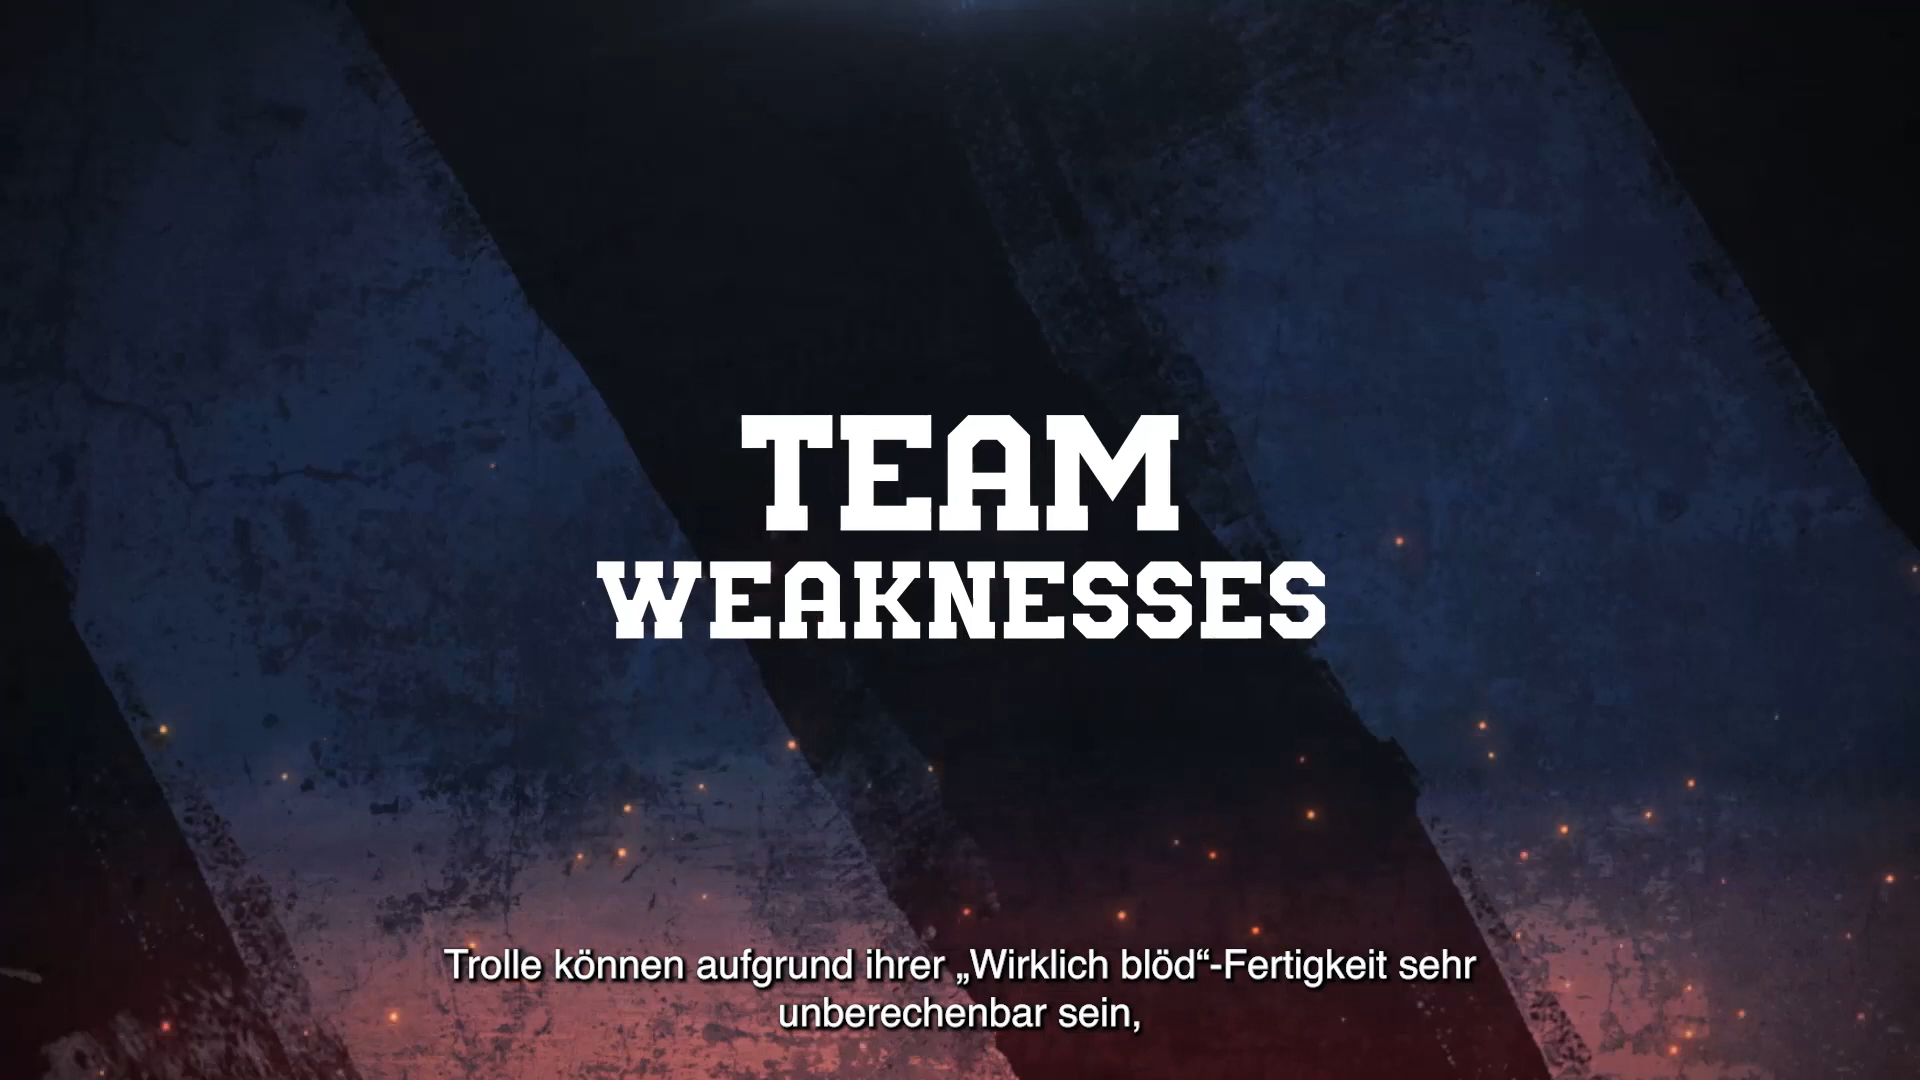 TEAM
WEAKNESSES
Trolle können aufgrund ihrer „Wirklich blöd“-Fertigkeit sehr
unberechenbar sein,